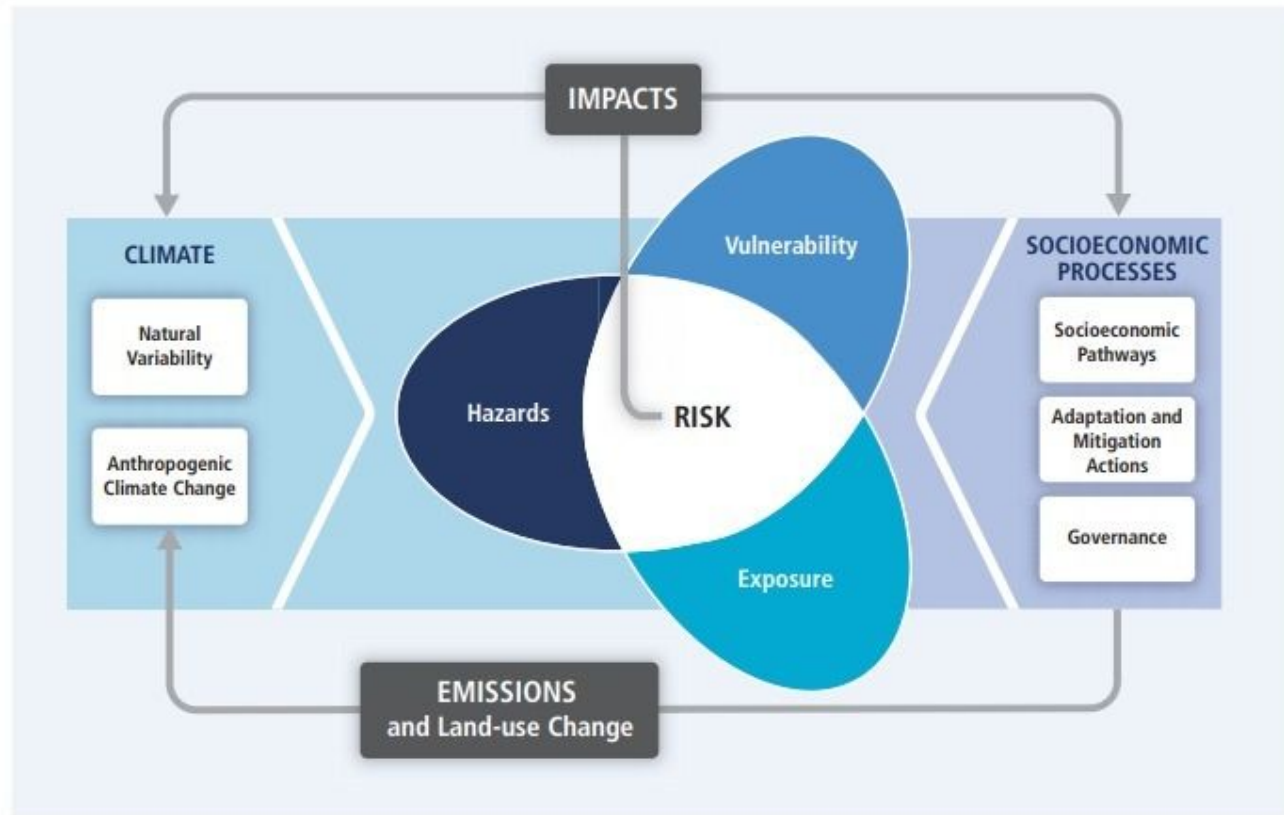 IMPACTS
CLIMATE
Natural
Variability
Anthropogenic
Climate Change
Vulnerability
Hazards
RISK
Exposure
SOCIOECONOMIC
PROCESSES
Socioeconomic
Pathways
Adaptation and
Mitigation
Actions
Governance
EMISSIONS
and Land-use Change